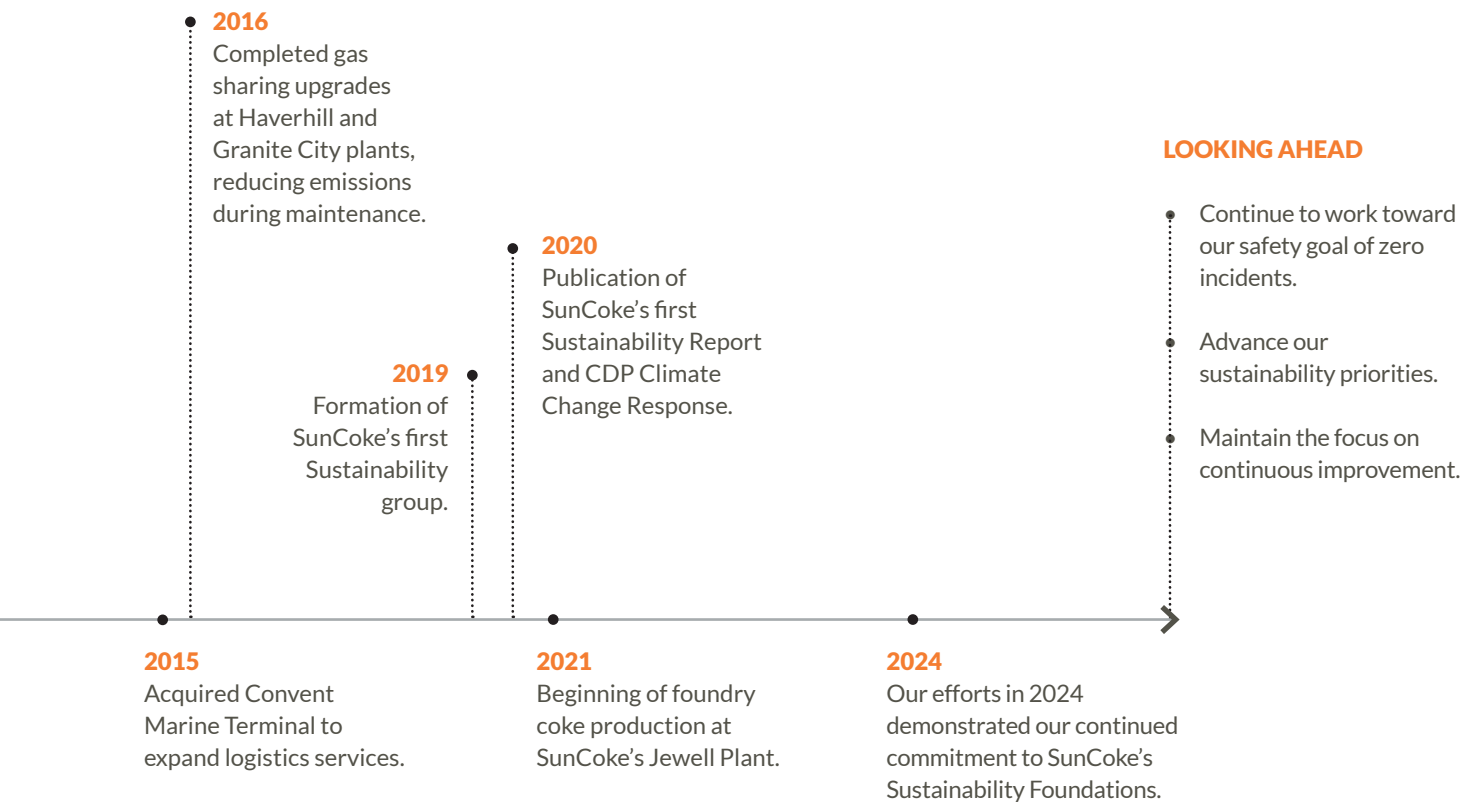 2016
Completed gas
sharing upgrades
at Haverhill and
Granite City plants,
reducing emissions
during maintenance.
2019
Formation of
SunCoke’s first
Sustainability
group.
2020
Publication of
SunCoke’s first
Sustainability Report
and CDP Climate
Change Response.
LOOKING AHEAD
Continue to work toward
our safety goal of zero
incidents.
Advance our
sustainability priorities.
Maintain the focus on
continuous improvement.
2015
Acquired Convent
Marine Terminal to
expand logistics services.
2021
Beginning of foundry
coke production at
SunCoke’s Jewell Plant.
2024
Our efforts in 2024
demonstrated our continued
commitment to SunCoke’s
Sustainability Foundations.